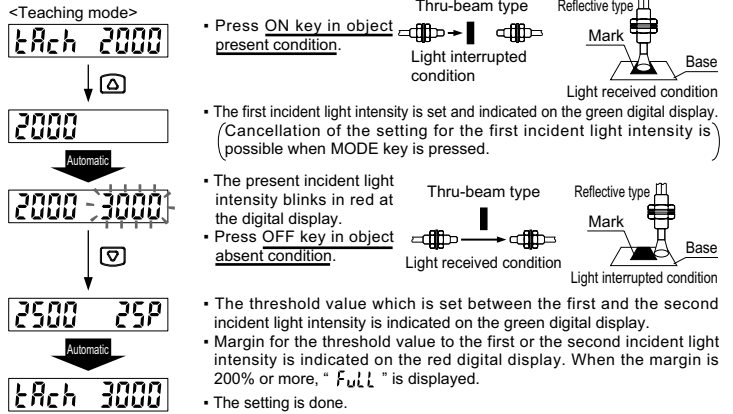 <Teaching mode>
tAch 2000
▪ Press ON key in object
present condition.
Thru-beam type
Light interrupted
condition
Reflective type
Mark
Base
Light received condition
2000
▪ The first incident light intensity is set and indicated on the green digital display.
(Cancellation of the setting for the first incident light intensity is
possible when MODE key is pressed.)
Automatic
2000 3000
▪ The present incident light
intensity blinks in red at
the digital display.
▪ Press OFF key in object
absent condition.
Thru-beam type
Light received condition
Reflective type
Mark
Base
Light interrupted condition
2500 25P
▪ The threshold value which is set between the first and the second
incident light intensity is indicated on the green digital display.
▪ Margin for the threshold value to the first or the second incident light
intensity is indicated on the red digital display. When the margin is
200% or more, “ FuLL ” is displayed.
Automatic
tAch 3000
▪ The setting is done.